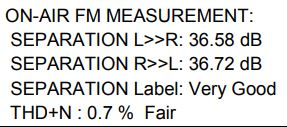 ON-AIR FM MEASUREMENT:
SEPARATION L>>R: 36.58 dB
SEPARATION R>>L: 36.72 dB
SEPARATION Label: Very Good
THD+N : 0.7 % Fair